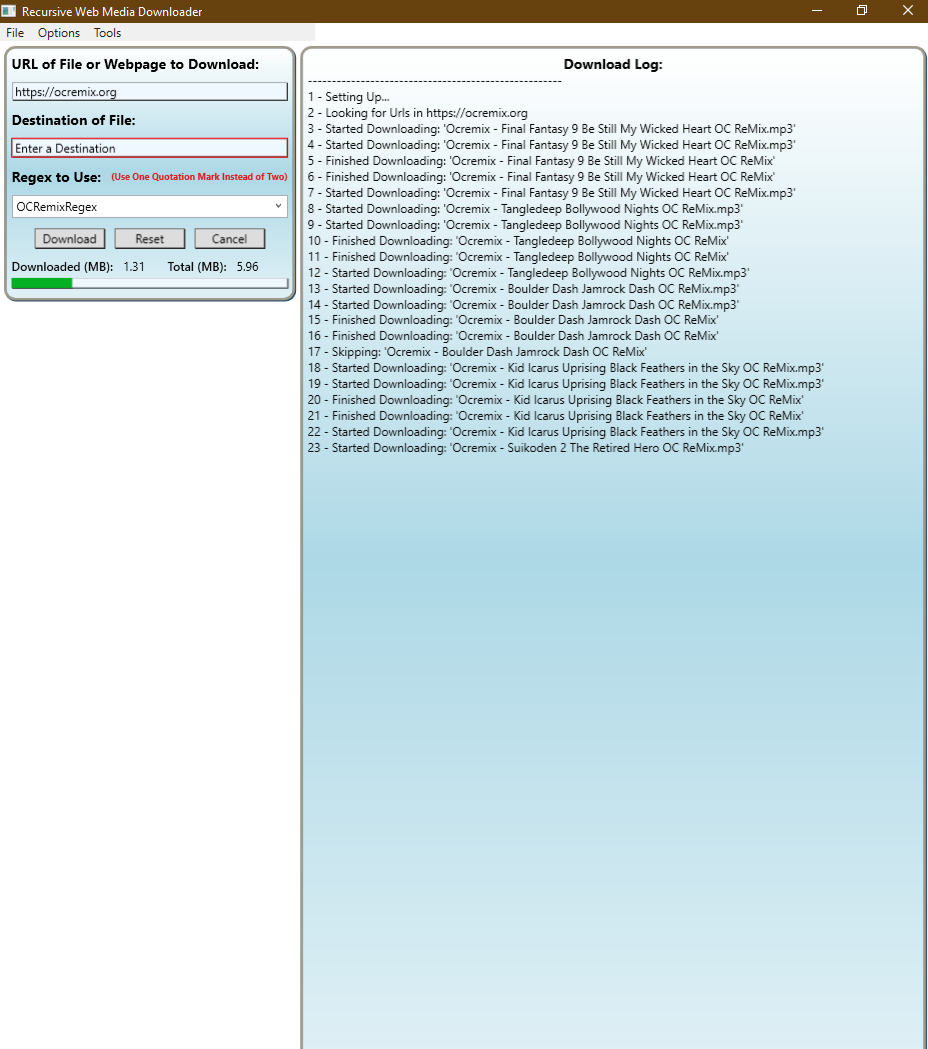 Recursive Web Media Downloader
File Options Tools
URL of File or Webpage to Download:
https://ocremix.org
Destination of File:
Enter a Destination
Regex to Use: (Use One Quotation Mark Instead of Two)
OCRemixRegex
Download Reset Cancel
Downloaded (MB): 1.31 Total (MB): 5.96
Download Log:
-----------------------------------------------------
1 - Setting Up...
2 - Looking for Urls in https://ocremix.org
3 - Started Downloading: 'Ocremix - Final Fantasy 9 Be Still My Wicked Heart OC ReMix.mp3'
4 - Started Downloading: 'Ocremix - Final Fantasy 9 Be Still My Wicked Heart OC ReMix.mp3'
5 - Finished Downloading: 'Ocremix - Final Fantasy 9 Be Still My Wicked Heart OC ReMix'
6 - Finished Downloading: 'Ocremix - Final Fantasy 9 Be Still My Wicked Heart OC ReMix'
7 - Started Downloading: 'Ocremix - Final Fantasy 9 Be Still My Wicked Heart OC ReMix.mp3'
8 - Started Downloading: 'Ocremix - Tangledeep Bollywood Nights OC ReMix.mp3'
9 - Started Downloading: 'Ocremix - Tangledeep Bollywood Nights OC ReMix.mp3'
10 - Finished Downloading: 'Ocremix - Tangledeep Bollywood Nights OC ReMix'
11 - Finished Downloading: 'Ocremix - Tangledeep Bollywood Nights OC ReMix'
12 - Started Downloading: 'Ocremix - Tangledeep Bollywood Nights OC ReMix.mp3'
13 - Started Downloading: 'Ocremix - Boulder Dash Jamrock Dash OC ReMix.mp3'
14 - Started Downloading: 'Ocremix - Boulder Dash Jamrock Dash OC ReMix.mp3'
15 - Finished Downloading: 'Ocremix - Boulder Dash Jamrock Dash OC ReMix'
16 - Finished Downloading: 'Ocremix - Boulder Dash Jamrock Dash OC ReMix'
17 - Skipping: 'Ocremix - Boulder Dash Jamrock Dash OC ReMix'
18 - Started Downloading: 'Ocremix - Kid Icarus Uprising Black Feathers in the Sky OC ReMix.mp3'
19 - Started Downloading: 'Ocremix - Kid Icarus Uprising Black Feathers in the Sky OC ReMix.mp3'
20 - Finished Downloading: 'Ocremix - Kid Icarus Uprising Black Feathers in the Sky OC ReMix'
21 - Finished Downloading: 'Ocremix - Kid Icarus Uprising Black Feathers in the Sky OC ReMix'
22 - Started Downloading: 'Ocremix - Kid Icarus Uprising Black Feathers in the Sky OC ReMix.mp3'
23 - Started Downloading: 'Ocremix - Suikoden 2 The Retired Hero OC ReMix.mp3'